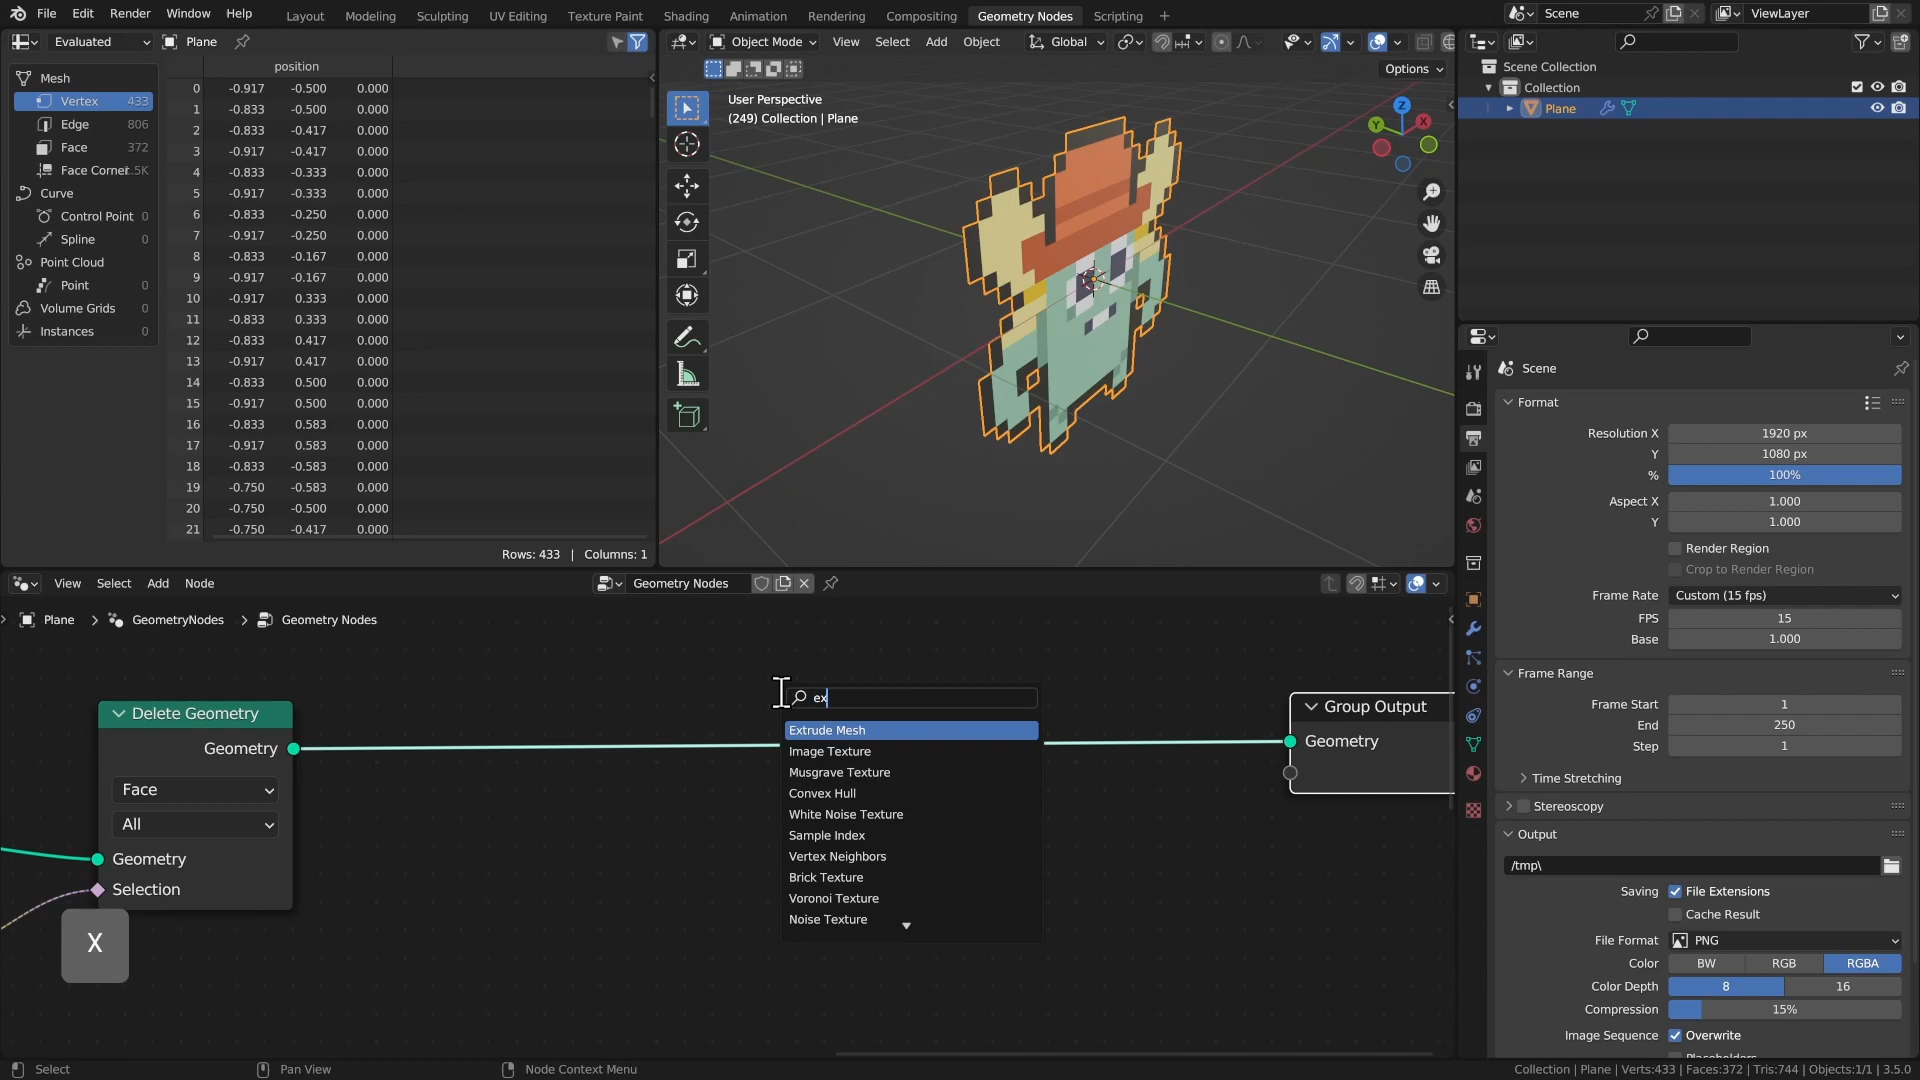 File Edit Render Window Help
Layout Modeling Sculpting UV Editing Texture Paint Shading Animation Rendering Compositing Geometry Nodes Scripting
Scene
ViewLayer
Evaluated
Plane
Mesh
Vertex 433
Edge 806
Face 372
Face Corner .5K
Curve
Control Point 0
Spline 0
Point Cloud
Point 0
Volume Grids 0
Instances 0
position
0 -0.917 -0.500 0.000
1 -0.833 -0.500 0.000
2 -0.833 -0.417 0.000
3 -0.917 -0.417 0.000
4 -0.833 -0.333 0.000
5 -0.917 -0.333 0.000
6 -0.833 -0.250 0.000
7 -0.917 -0.250 0.000
8 -0.833 -0.167 0.000
9 -0.917 -0.167 0.000
10 -0.917 0.333 0.000
11 -0.833 0.333 0.000
12 -0.833 0.417 0.000
13 -0.917 0.417 0.000
14 -0.833 0.500 0.000
15 -0.917 0.500 0.000
16 -0.833 0.583 0.000
17 -0.917 0.583 0.000
18 -0.833 -0.583 0.000
19 -0.750 -0.583 0.000
20 -0.750 -0.500 0.000
21 -0.750 -0.417 0.000
Rows: 433 | Columns: 1
Object Mode View Select Add Object Global
Options
User Perspective
(249) Collection | Plane
Z
Y
X
Scene Collection
Collection
Plane
Scene
Format
Resolution X 1920 px
Y 1080 px
% 100%
Aspect X 1.000
Y 1.000
Render Region
Crop to Render Region
Frame Rate Custom (15 fps)
FPS 15
Base 1.000
Frame Range
Frame Start 1
End 250
Step 1
Time Stretching
Stereoscopy
Output
/tmp\
Saving File Extensions
Cache Result
File Format PNG
Color BW RGB RGBA
Color Depth 8 16
Compression 15%
Image Sequence Overwrite
View Select Add Node
Geometry Nodes
Plane > GeometryNodes > Geometry Nodes
Delete Geometry
Geometry
Face
All
Geometry
Selection
X
ex
Extrude Mesh
Image Texture
Musgrave Texture
Convex Hull
White Noise Texture
Sample Index
Vertex Neighbors
Brick Texture
Voronoi Texture
Noise Texture
Group Output
Geometry
Select
Pan View
Node Context Menu
Collection | Plane | Verts:433 | Faces:372 | Tris:744 | Objects:1/1 | 3.5.0